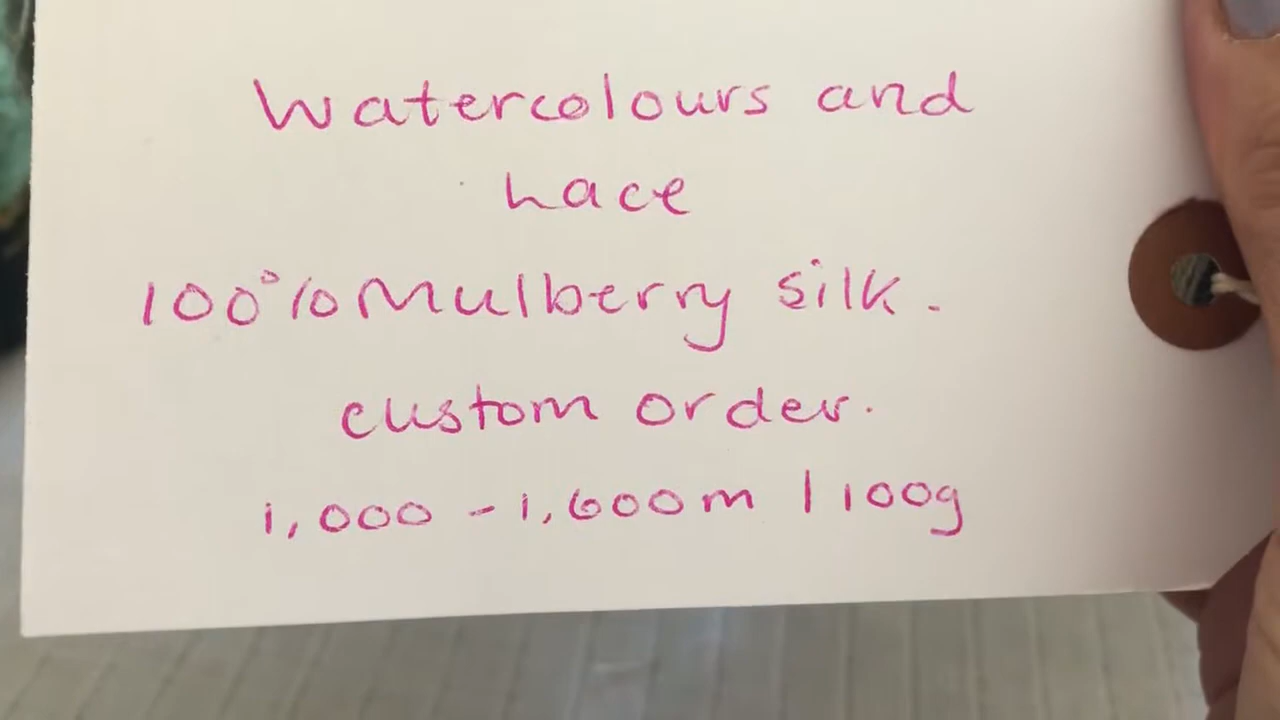 Watercolours and
Lace
100% Mulberry silk.
custom order.
1,000 - 1,600m | 100g